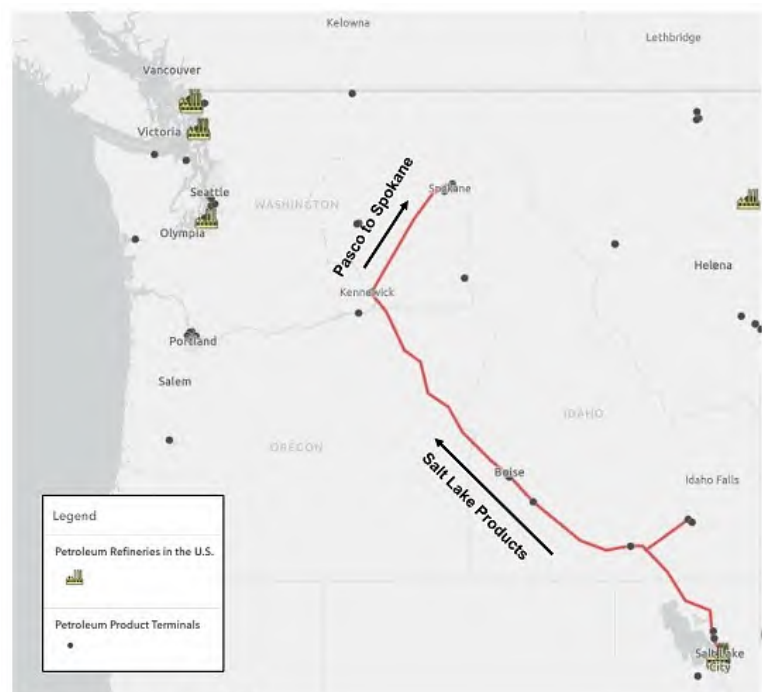 Kelowna
Lethbridge
Vancouver
Victoria
Seattle
Spokane
WASHINGTON
Pasco to Spokane
Olympia
Helena
Kennewick
Portland
Salem
IDAHO
OREGON
Boise
Salt Lake Products
Idaho Falls
Legend
Petroleum Refineries in the U.S.
Petroleum Product Terminals
Salt Lake
City